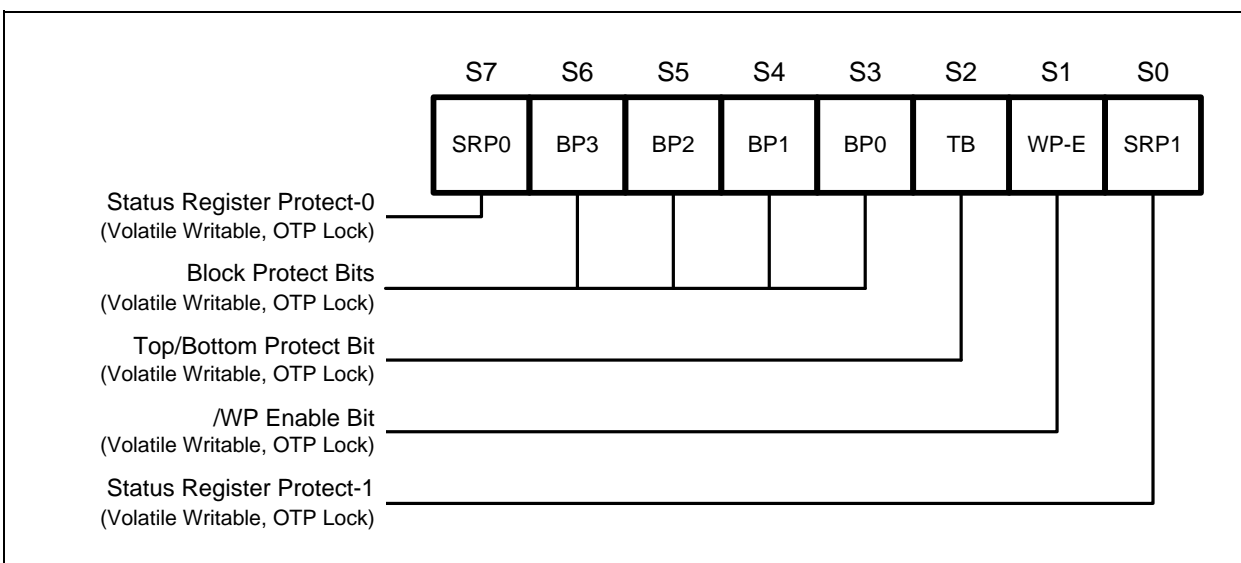 S7 S6 S5 S4 S3 S2 S1 S0
SRP0 BP3 BP2 BP1 BP0 TB WP-E SRP1
Status Register Protect-0
(Volatile Writable, OTP Lock)
Block Protect Bits
(Volatile Writable, OTP Lock)
Top/Bottom Protect Bit
(Volatile Writable, OTP Lock)
/WP Enable Bit
(Volatile Writable, OTP Lock)
Status Register Protect-1
(Volatile Writable, OTP Lock)